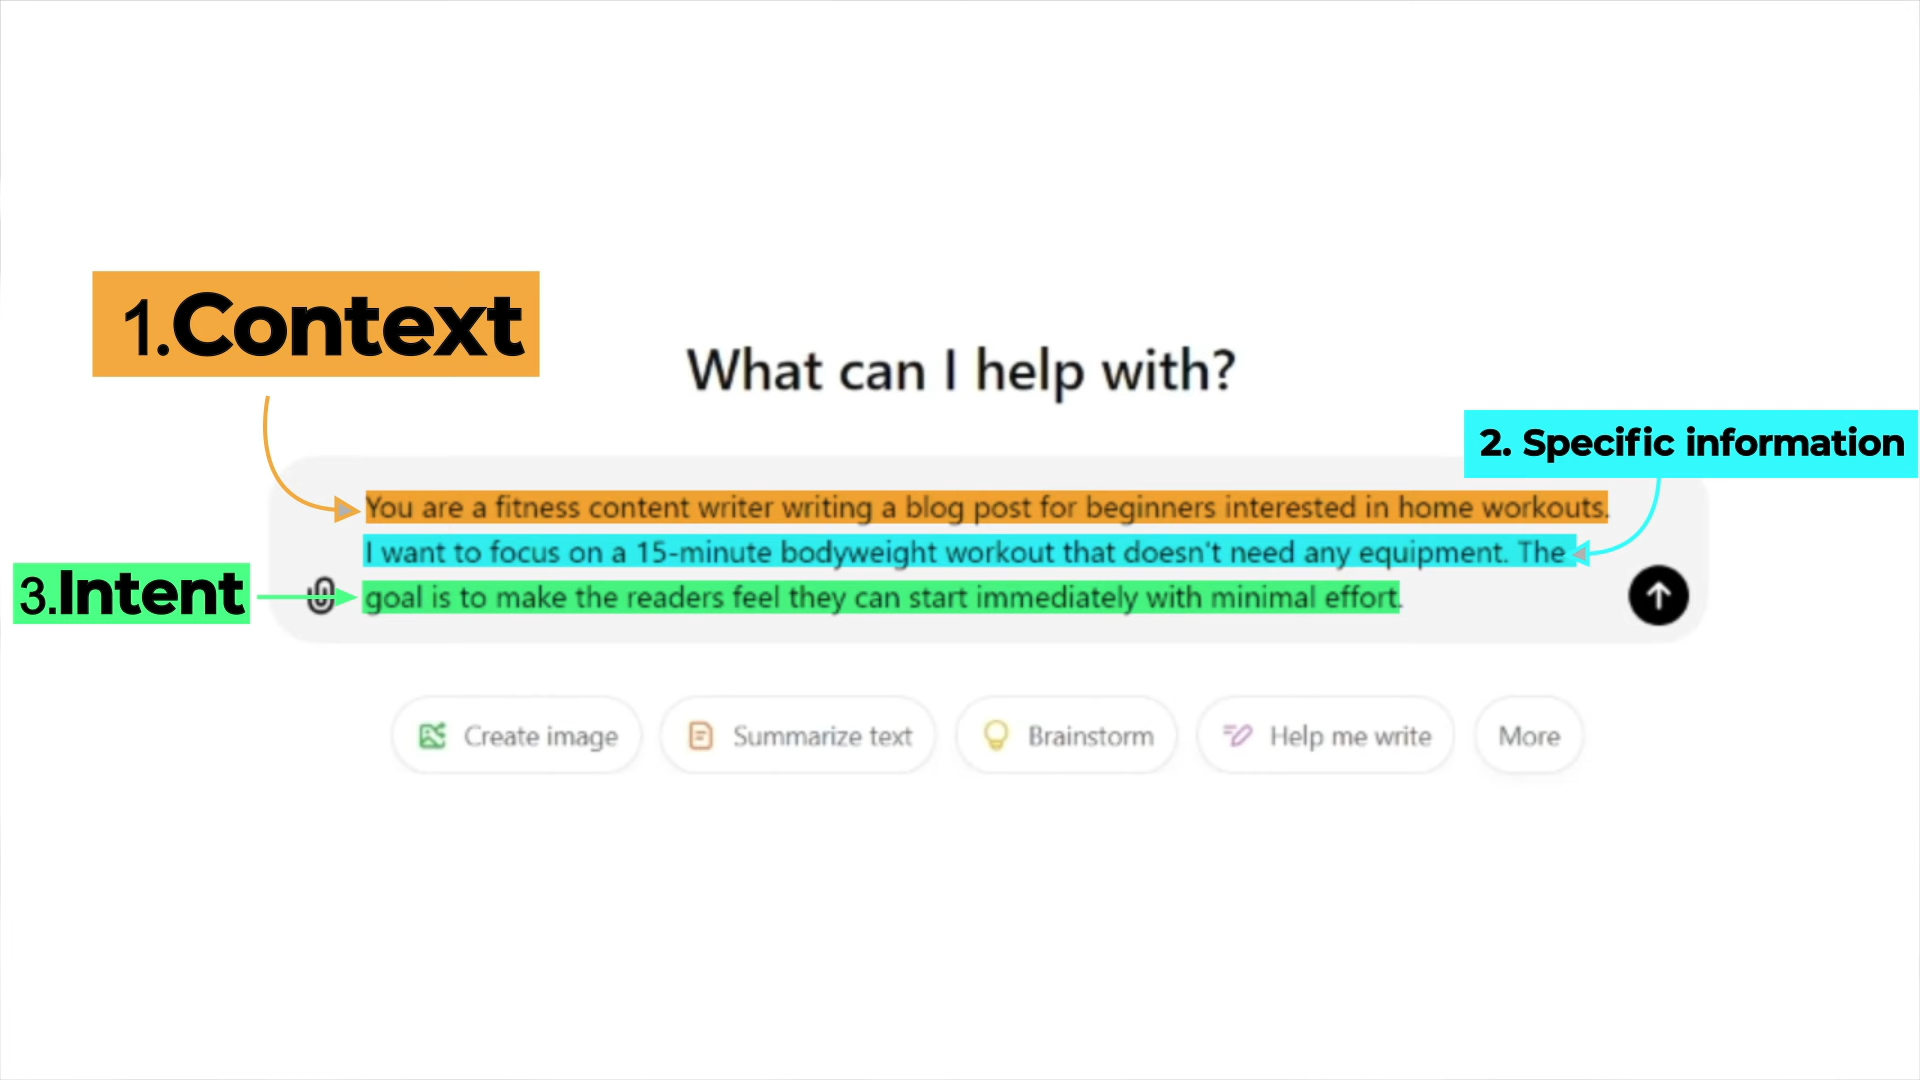 1.Context
What can I help with?
2. Specific information
You are a fitness content writer writing a blog post for beginners interested in home workouts.
I want to focus on a 15-minute bodyweight workout that doesn't need any equipment. The
3.Intent
goal is to make the readers feel they can start immediately with minimal effort.
Create image
Summarize text
Brainstorm
Help me write
More